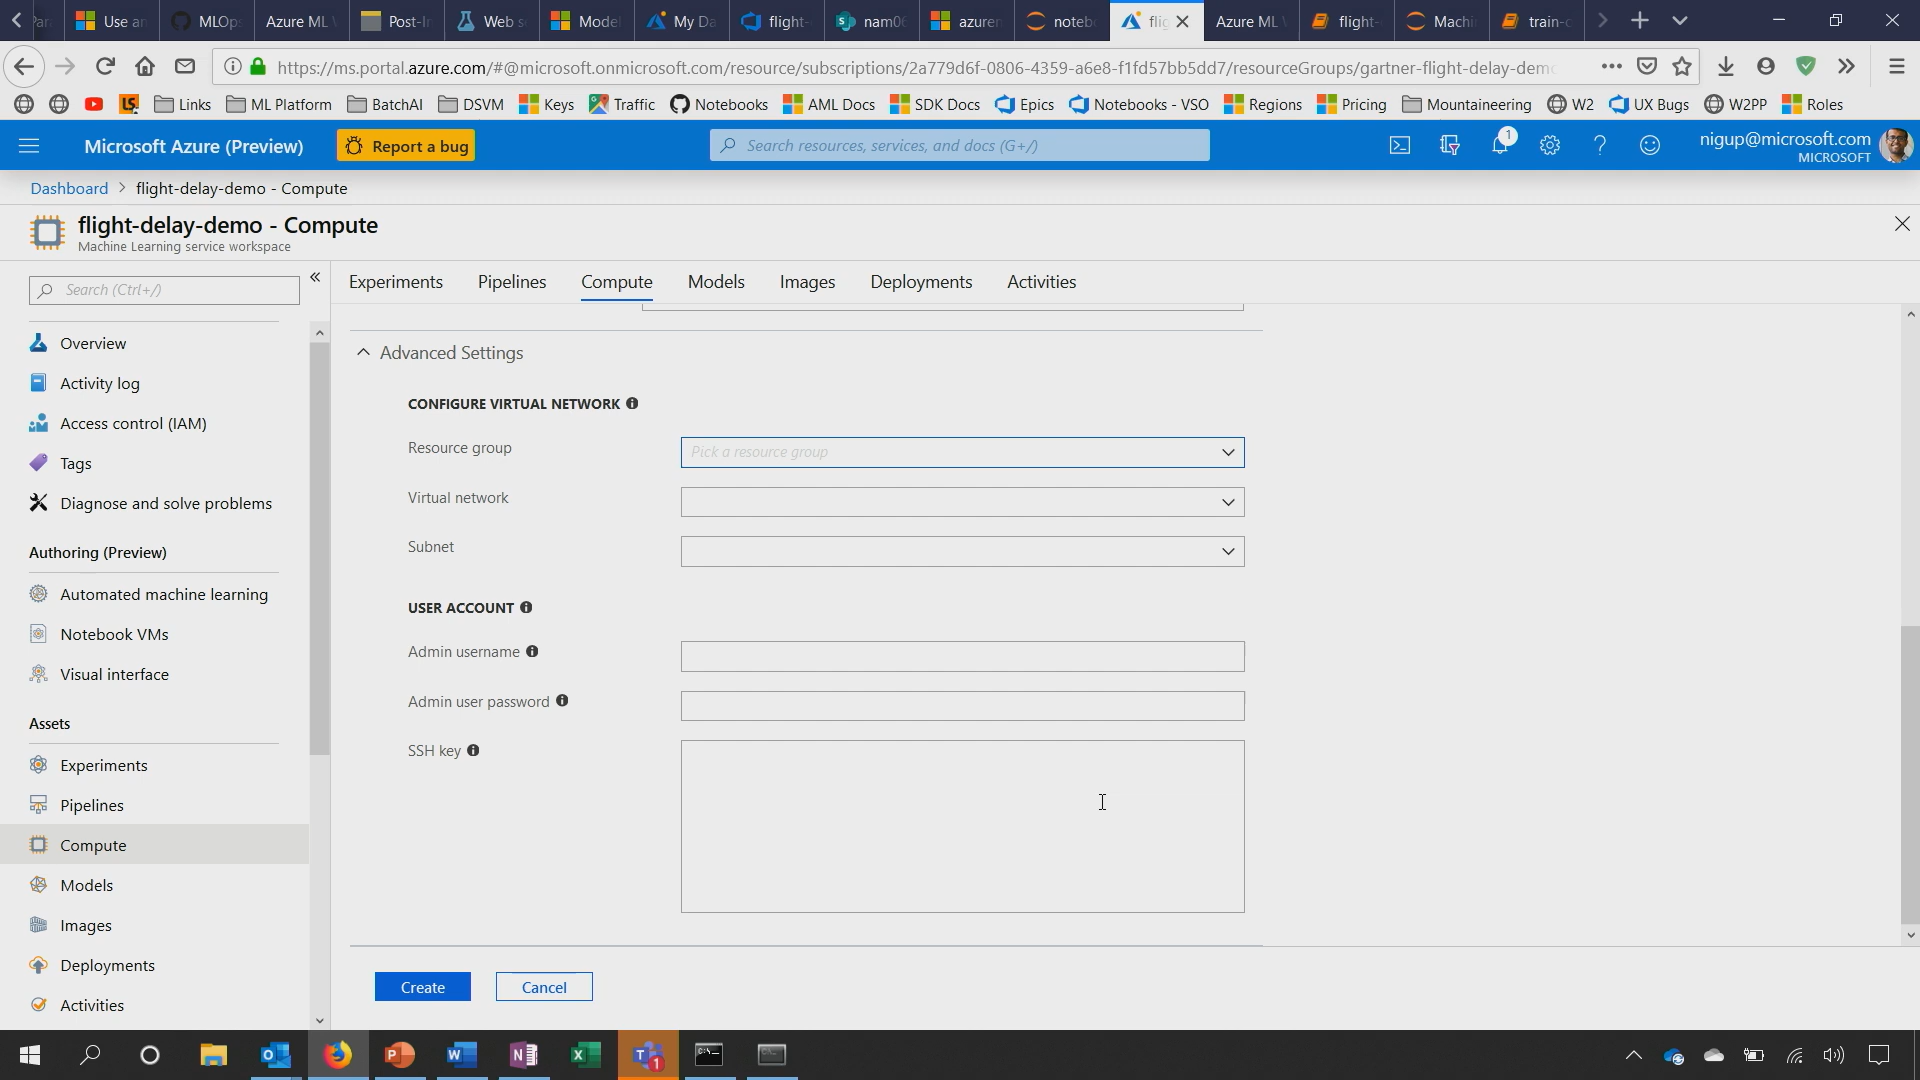 Use an
MLOps
Azure ML
Post-In
Web s
Model
My Da
flight-
nam06
azurem
noteb
flig
Azure ML
flight-
Machi
train-c
https://ms.portal.azure.com/#@microsoft.onmicrosoft.com/resource/subscriptions/2a779d6f-0806-4359-a6e8-f1fd57bb5dd7/resourceGroups/gartner-flight-delay-demo
Links
ML Platform
BatchAI
DSVM
Keys
Traffic
Notebooks
AML Docs
SDK Docs
Epics
Notebooks - VSO
Regions
Pricing
Mountaineering
W2
UX Bugs
W2PP
Roles
Microsoft Azure (Preview)
Report a bug
Search resources, services, and docs (G+/)
1
nigup@microsoft.com
MICROSOFT
Dashboard > flight-delay-demo - Compute
flight-delay-demo - Compute
Machine Learning service workspace
Search (Ctrl+/)
Overview
Activity log
Access control (IAM)
Tags
Diagnose and solve problems
Authoring (Preview)
Automated machine learning
Notebook VMs
Visual interface
Assets
Experiments
Pipelines
Compute
Models
Images
Deployments
Activities
Experiments
Pipelines
Compute
Models
Images
Deployments
Activities
Advanced Settings
CONFIGURE VIRTUAL NETWORK
Resource group
Pick a resource group
Virtual network
Subnet
USER ACCOUNT
Admin username
Admin user password
SSH key
Create
Cancel